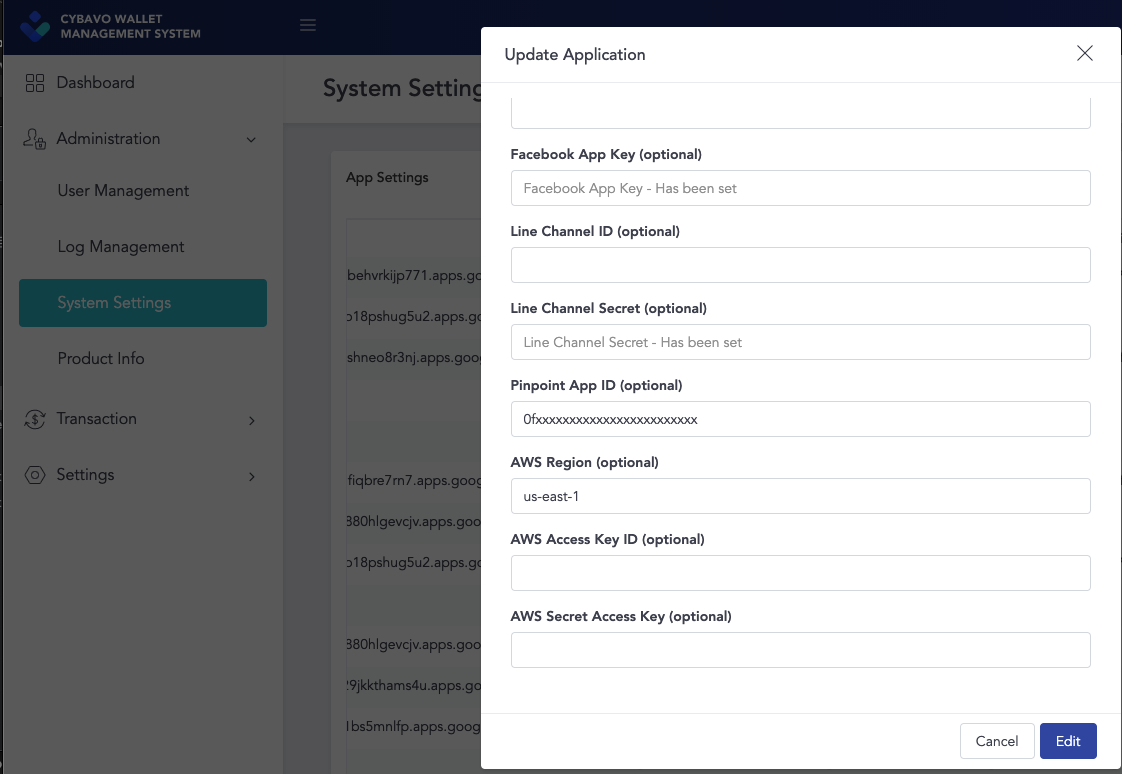 CYBAVO WALLET
MANAGEMENT SYSTEM
Dashboard
Administration
User Management
Log Management
System Settings
Product Info
Transaction
Settings
System Setting
App Settings
behvrkijp771.apps.go
o18pshug5u2.apps.g
shneo8r3nj.apps.goo
fiqbre7rn7.apps.goo
380hlgevcjv.apps.goo
o18pshug5u2.apps.g
380hlgevcjv.apps.goo
29jkkthams4u.apps.go
1bs5mnlfp.apps.goog
Update Application
Facebook App Key (optional)
Facebook App Key - Has been set
Line Channel ID (optional)
Line Channel Secret (optional)
Line Channel Secret - Has been set
Pinpoint App ID (optional)
0fxxxxxxxxxxxxxxxxxxxxxxxx
AWS Region (optional)
us-east-1
AWS Access Key ID (optional)
AWS Secret Access Key (optional)
Cancel
Edit